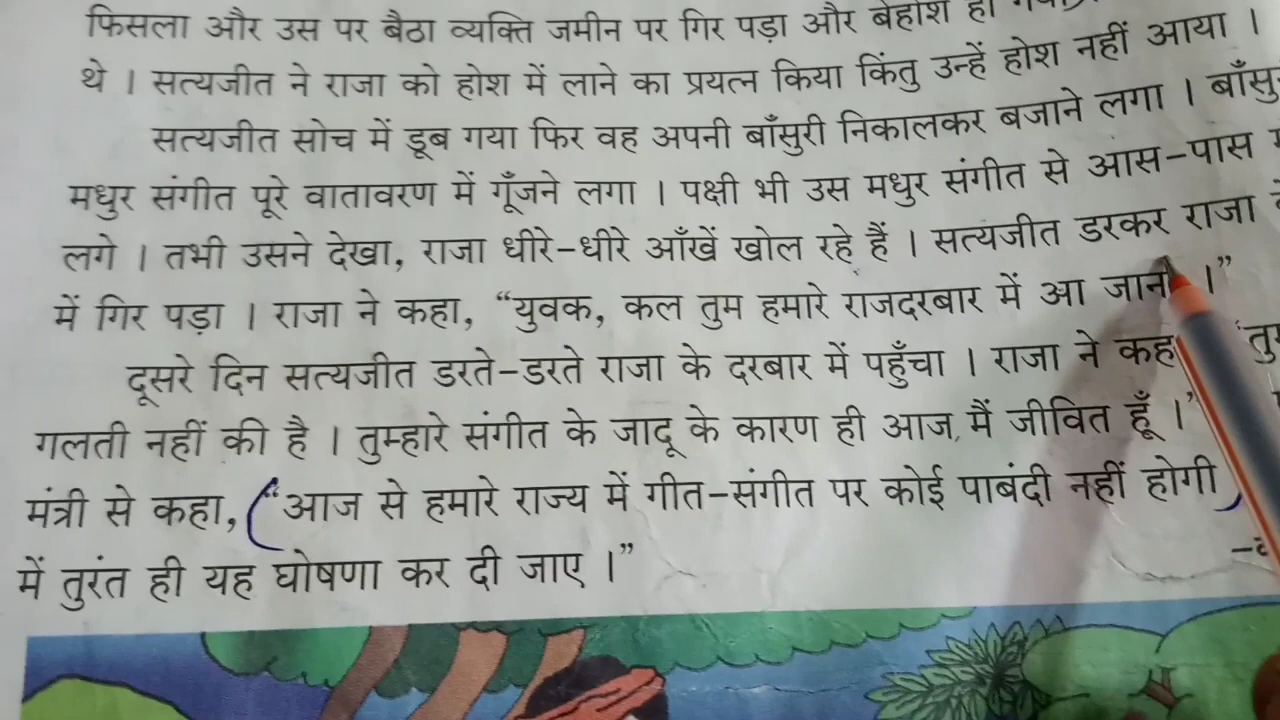 फिसला और उस पर बैठा व्यक्ति जमीन पर गिर पड़ा और बेहोश हो
थे । सत्यजीत ने राजा को होश में लाने का प्रयत्न किया किंतु उन्हें होश नहीं आया ।
सत्यजीत सोच में डूब गया फिर वह अपनी बाँसुरी निकालकर बजाने लगा ।
मधुर संगीत पूरे वातावरण में गूँजने लगा । पक्षी भी उस मधुर संगीत से आस-पास
लगे । तभी उसने देखा, राजा धीरे-धीरे आँखें खोल रहे हैं । सत्यजीत डरकर राजा
में गिर पड़ा । राजा ने कहा, “युवक, कल तुम हमारे राजदरबार में आ जान ।”
दूसरे दिन सत्यजीत डरते-डरते राजा के दरबार में पहुँचा । राजा ने कह
गलती नहीं की है । तुम्हारे संगीत के जादू के कारण ही आज मैं जीवित हूँ ।’
मंत्री से कहा, “आज से हमारे राज्य में गीत-संगीत पर कोई पाबंदी नहीं होगी
में तुरंत ही यह घोषणा कर दी जाए ।”